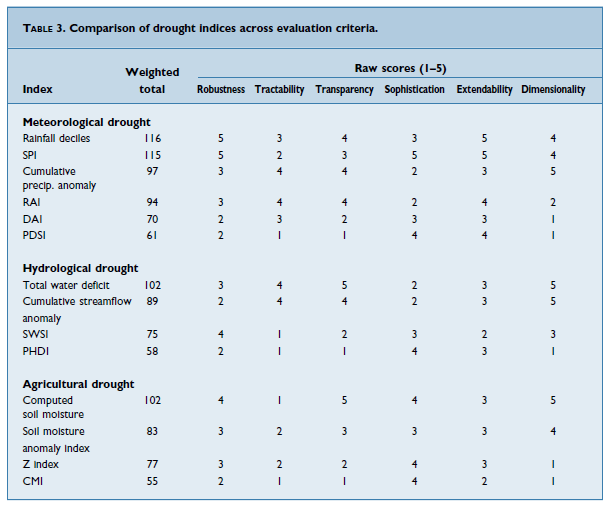 TABLE 3. Comparison of drought indices across evaluation criteria.
Weighted Raw scores (1–5)
Index total Robustness Tractability Transparency Sophistication Extendability Dimensionality
Meteorological drought
Rainfall deciles 116 5 3 4 3 5 4
SPI 115 5 2 3 5 5 4
Cumulative 97 3 4 4 2 3 5
precip. anomaly
RAI 94 3 4 4 2 4 2
DAI 70 2 3 2 3 3 1
PDSI 61 2 1 1 4 4 1
Hydrological drought
Total water deficit 102 3 4 5 2 3 5
Cumulative streamflow 89 2 4 4 2 3 5
anomaly
SWSI 75 4 1 2 3 2 3
PHDI 58 2 1 1 4 3 1
Agricultural drought
Computed 102 4 1 5 4 3 5
soil moisture
Soil moisture 83 3 2 3 3 3 4
anomaly index
Z index 77 3 2 2 4 3 1
CMI 55 2 1 1 4 2 1